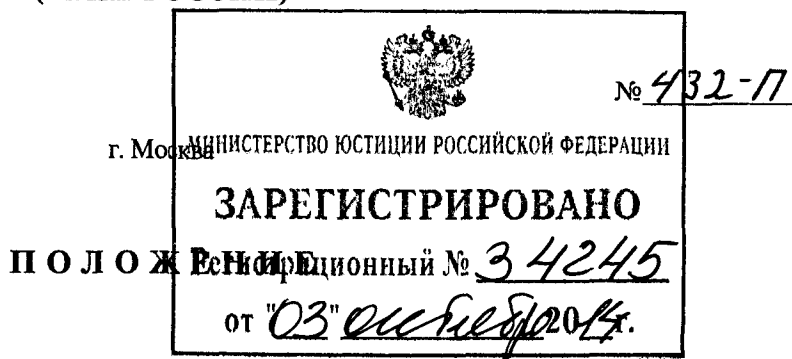 № 432-П
г. Москва
МИНИСТЕРСТВО ЮСТИЦИИ РОССИЙСКОЙ ФЕДЕРАЦИИ
ЗАРЕГИСТРИРОВАНО
П О Л О Ж Е Н И Е
Регистрационный № 34245
от "03" октября 2014 г.